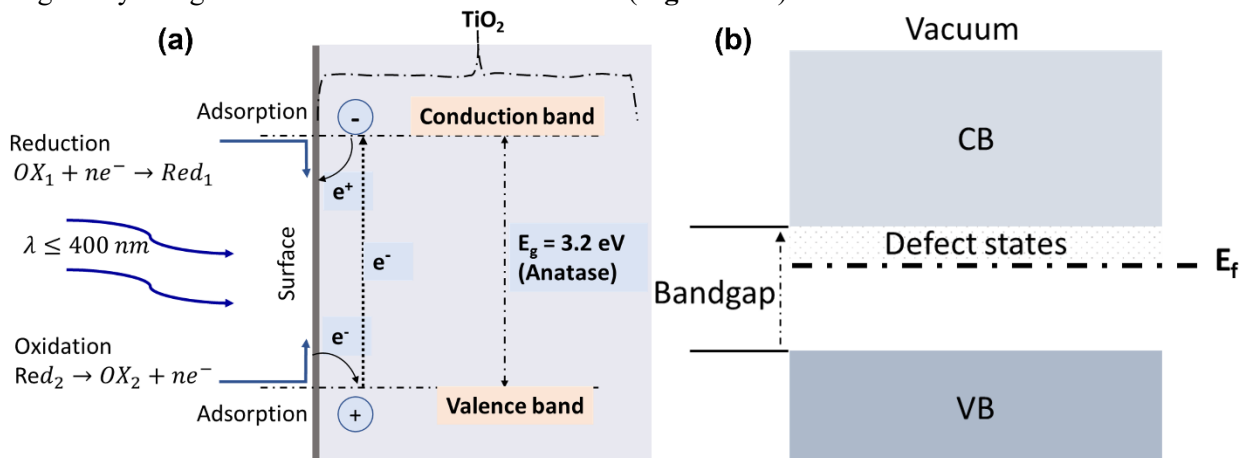 TiO₂
(a)
Adsorption
-
Conduction band
Reduction
OX₁ + ne⁻ → Red₁
e⁺
λ ≤ 400 nm
Surface
e⁻
E_g = 3.2 eV
(Anatase)
Oxidation
Red₂ → OX₂ + ne⁻
e⁻
Adsorption
+
Valence band
(b)
Vacuum
CB
Defect states
E_f
Bandgap
VB